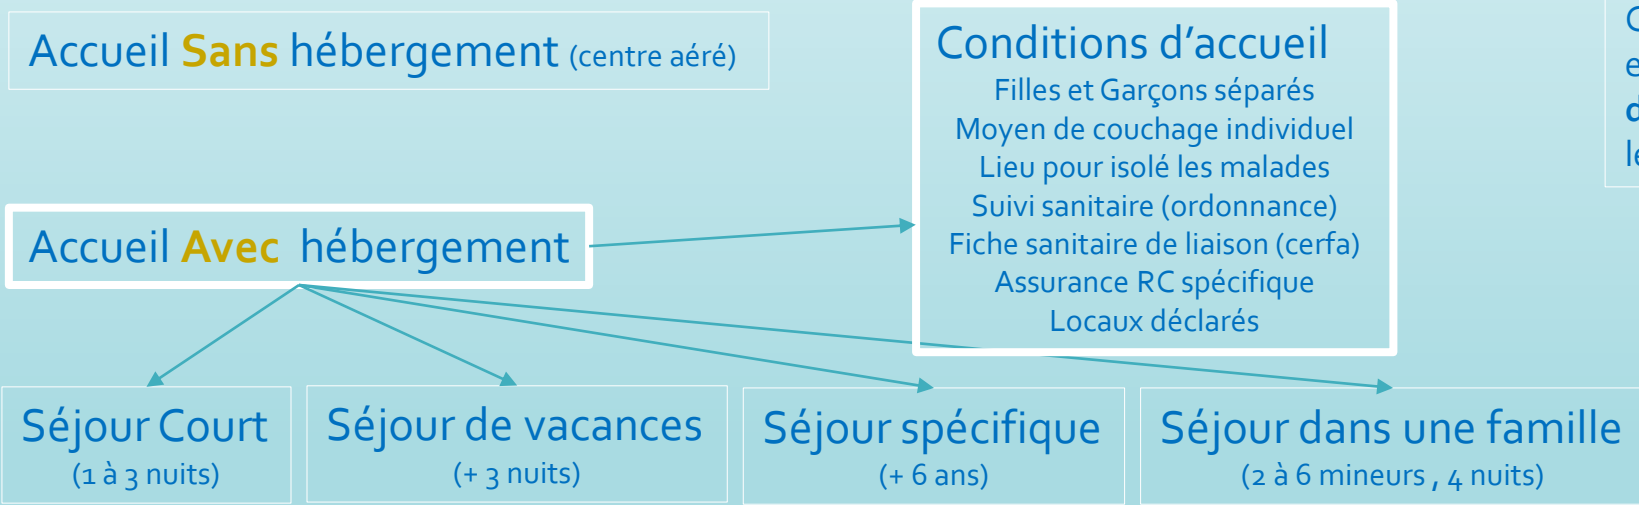 Accueil Sans hébergement (centre aéré)
Conditions d’accueil
Filles et Garçons séparés
Moyen de couchage individuel
Lieu pour isolé les malades
Suivi sanitaire (ordonnance)
Fiche sanitaire de liaison (cerfa)
Assurance RC spécifique
Locaux déclarés
Accueil Avec hébergement
Séjour Court
(1 à 3 nuits)
Séjour de vacances
(+ 3 nuits)
Séjour spécifique
(+ 6 ans)
Séjour dans une famille
(2 à 6 mineurs , 4 nuits)